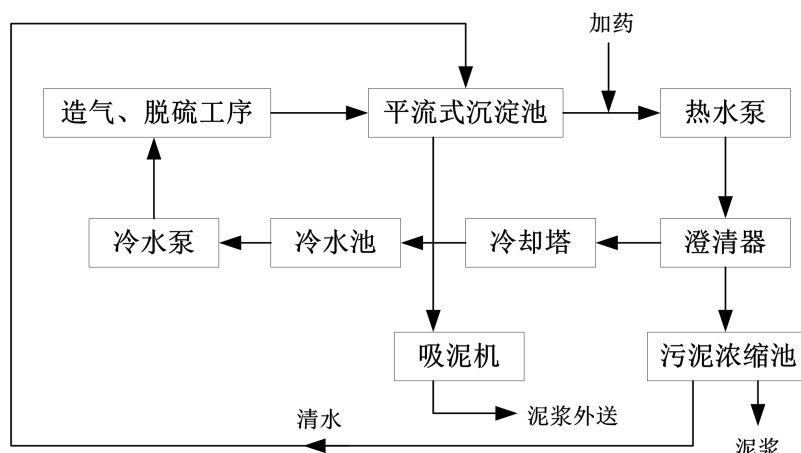 加药
造气、脱硫工序
平流式沉淀池
热水泵
冷水泵
冷水池
冷却塔
澄清器
吸泥机
污泥浓缩池
泥浆外送
清水
泥浆